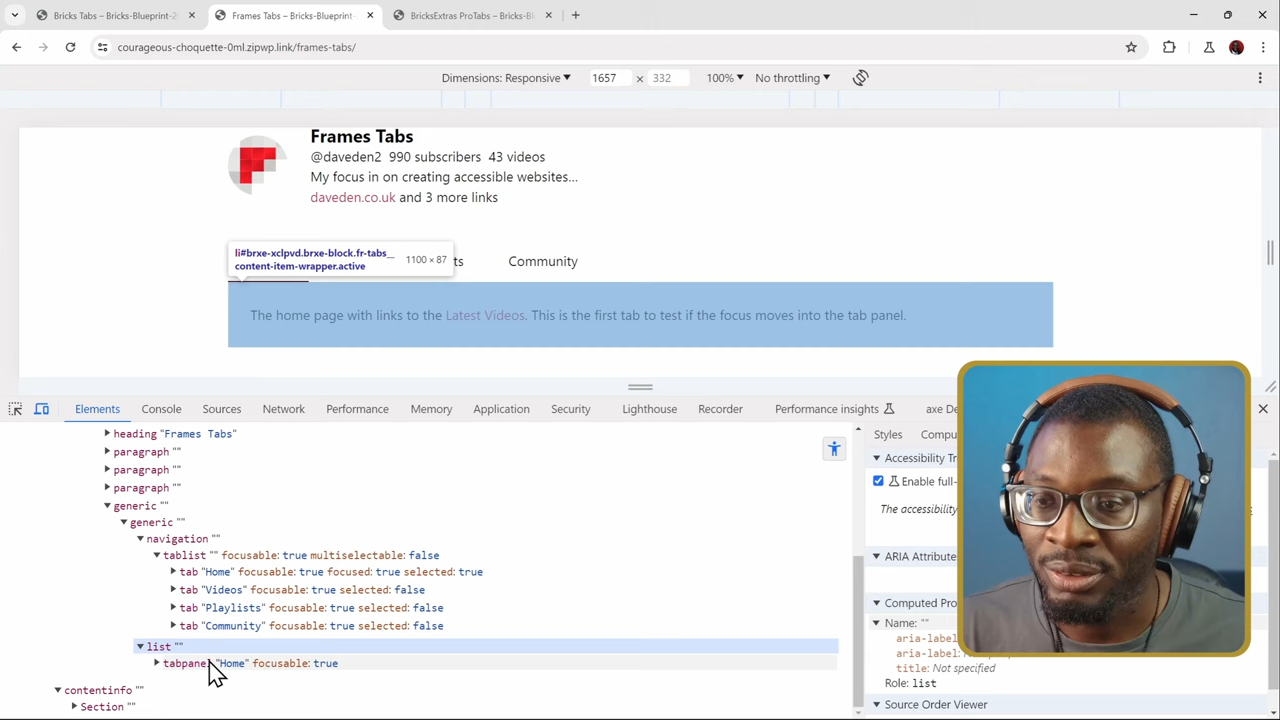 Bricks Tabs – Bricks-Blueprint-2
Frames Tabs – Bricks-Blueprint-
BricksExtras ProTabs – Bricks-Bl
courageous-choquette-0ml.zipwp.link/frames-tabs/
Dimensions: Responsive 1657 × 332 100% No throttling
Frames Tabs
@daveden2 990 subscribers 43 videos
My focus in on creating accessible websites...
daveden.co.uk and 3 more links
li#brxe-xclpvd.brxe-block.fr-tabs__
content-item-wrapper.active
1100 × 87
ts
Community
The home page with links to the Latest Videos. This is the first tab to test if the focus moves into the tab panel.
Elements Console Sources Network Performance Memory Application Security Lighthouse Recorder Performance insights axe De
heading "Frames Tabs"
paragraph ""
paragraph ""
paragraph ""
generic ""
generic ""
navigation ""
tablist "" focusable: true multiselectable: false
tab "Home" focusable: true focused: true selected: true
tab "Videos" focusable: true selected: false
tab "Playlists" focusable: true selected: false
tab "Community" focusable: true selected: false
list ""
tabpane "Home" focusable: true
contentinfo ""
Section ""
Styles Compu
Accessibility Tr
Enable full-
The accessibility
ARIA Attribute
Computed Pro
Name: ""
aria-label
aria-label:
title: Not specified
Role: list
Source Order Viewer